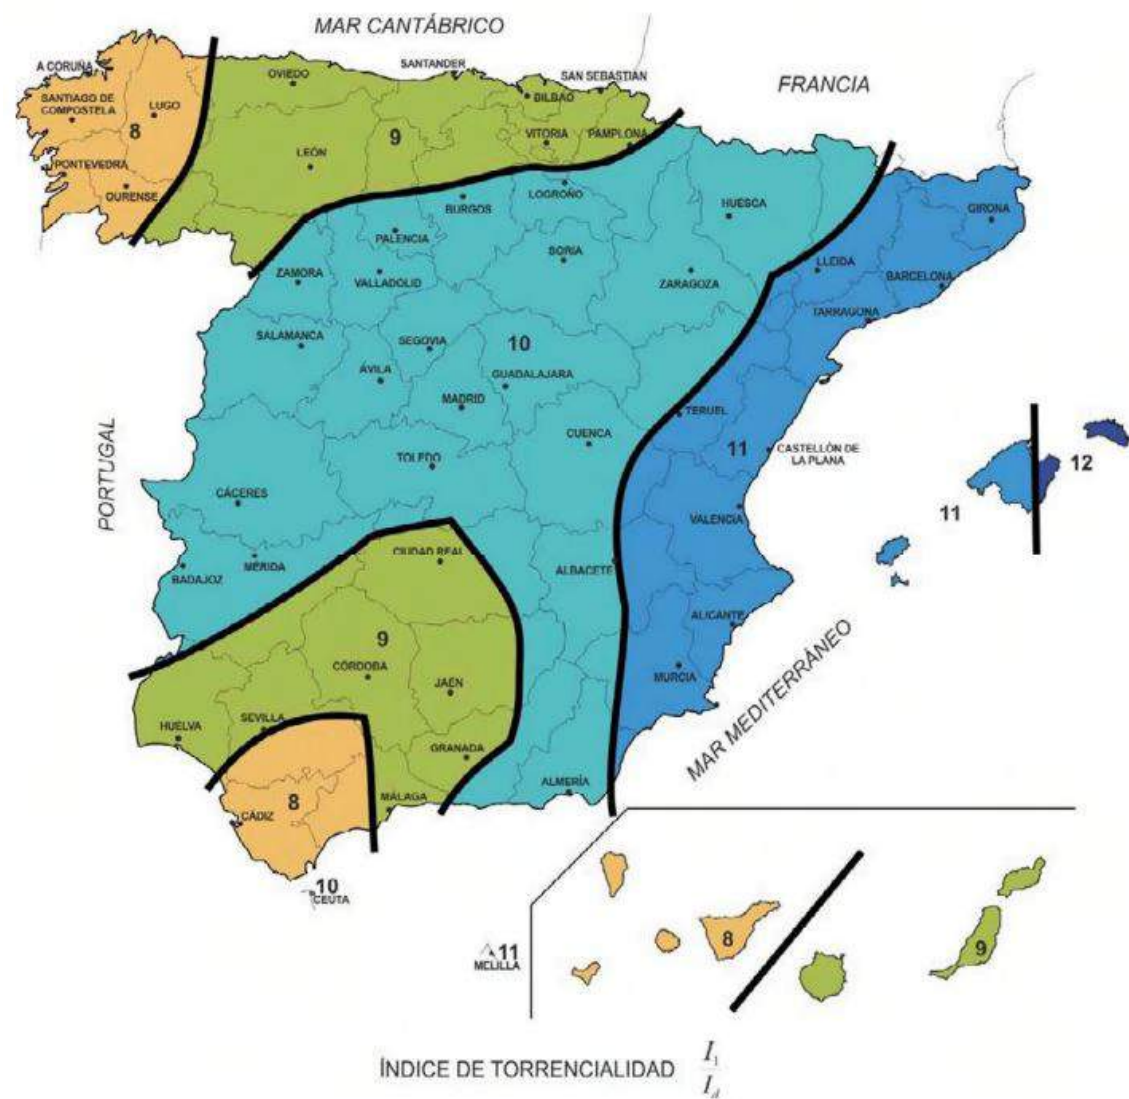 MAR CANTÁBRICO
A CORUÑA
SANTANDER
OVIEDO
SAN SEBASTIAN
FRANCIA
BILBAO
SANTIAGO DE
COMPOSTELA
LUGO
8
9
VITORIA
PAMPLONA
LEÓN
PONTEVEDRA
OURENSE
LOGROÑO
BURGOS
HUESCA
GIRONA
PALENCIA
SORIA
ZAMORA
VALLADOLID
ZARAGOZA
LLEIDA
BARCELONA
TARRAGONA
SALAMANCA
SEGOVIA
10
ÁVILA
GUADALAJARA
MADRID
TERUEL
CUENCA
11
CASTELLÓN DE
LA PLANA
TOLEDO
12
PORTUGAL
CÁCERES
VALENCIA
11
CIUDAD REAL
MÉRIDA
BADAJOZ
ALBACETE
ALICANTE
9
CÓRDOBA
MURCIA
JAEN
MAR MEDITERRÁNEO
HUELVA
SEVILLA
GRANADA
ALMERÍA
MÁLAGA
8
CÁDIZ
10
CEUTA
11
MELILLA
8
9
ÍNDICE DE TORRENCIALIDAD I₁/I_d